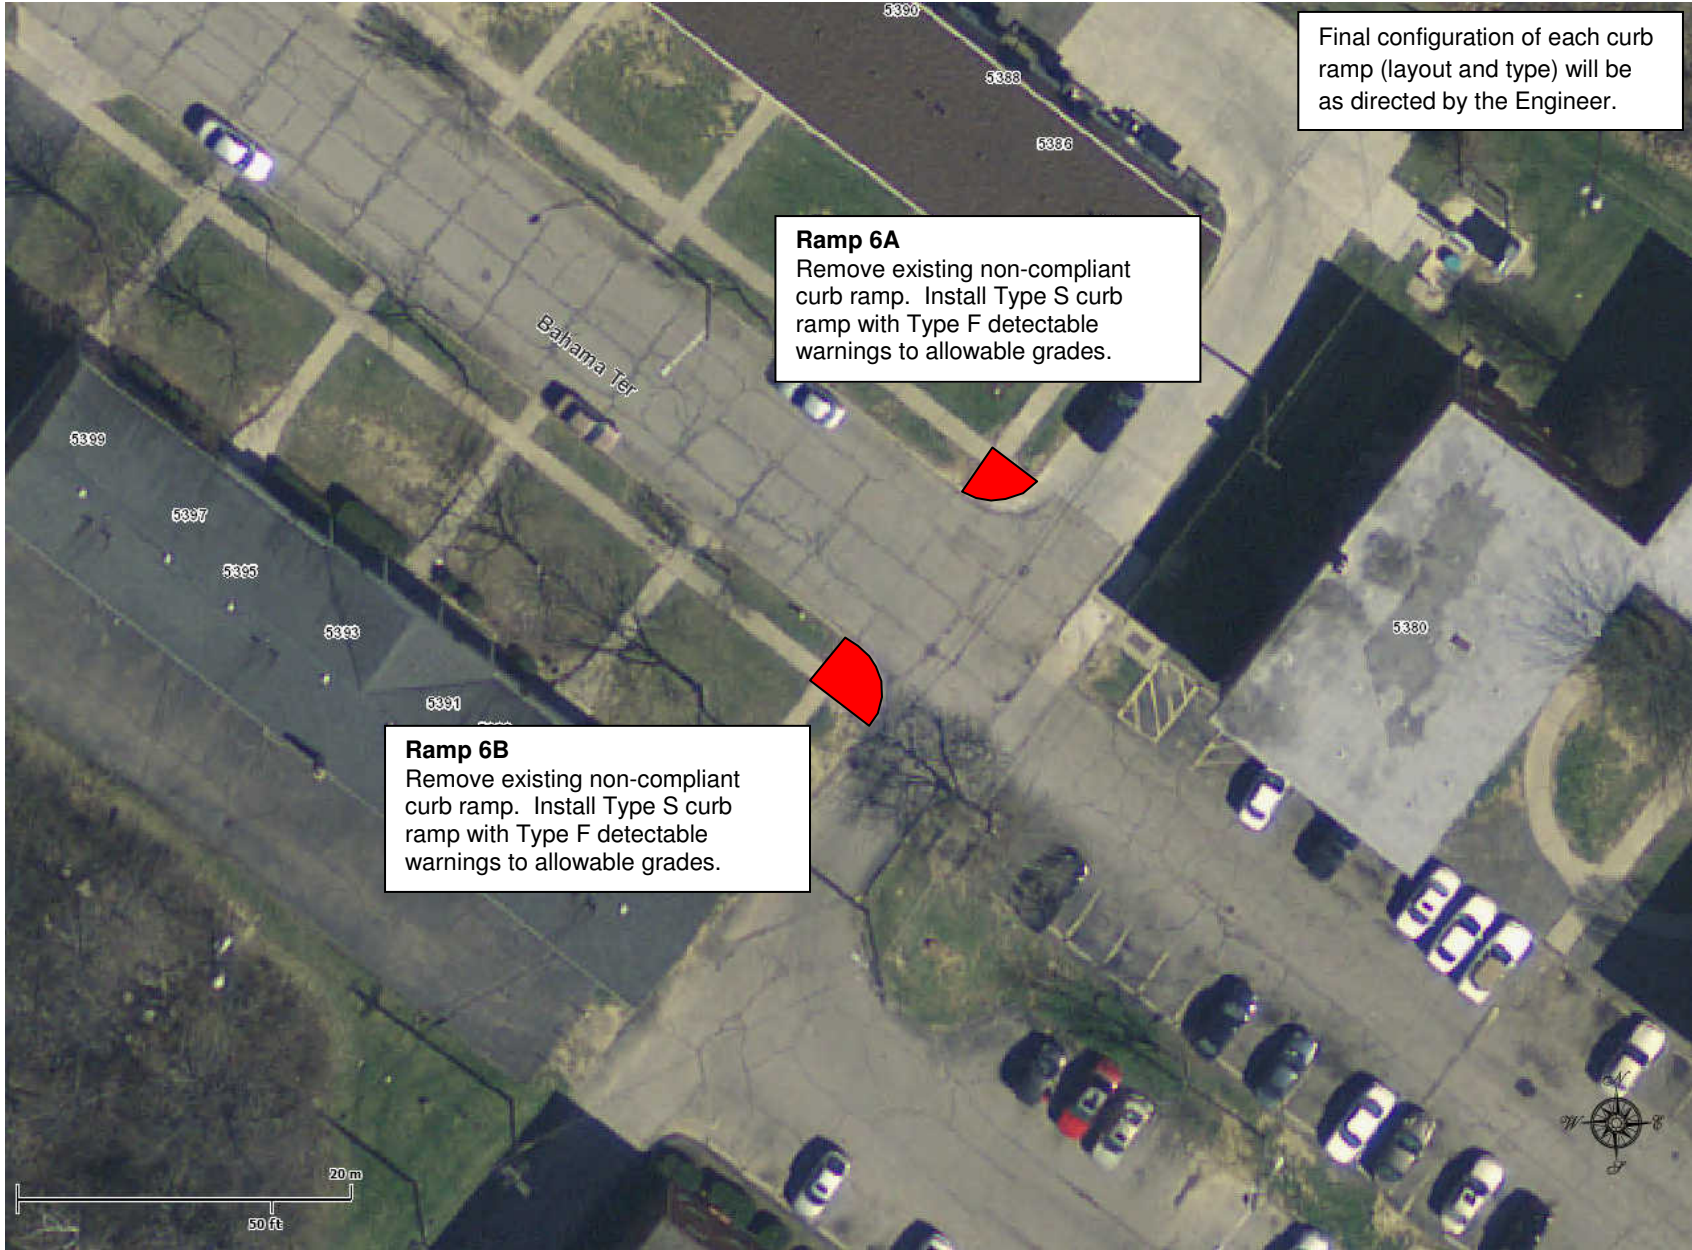 5390
Final configuration of each curb
ramp (layout and type) will be
as directed by the Engineer.
5388
5386
Ramp 6A
Remove existing non-compliant
curb ramp. Install Type S curb
ramp with Type F detectable
warnings to allowable grades.
Bahama Ter
5399
5397
5395
5393
5380
5391
Ramp 6B
Remove existing non-compliant
curb ramp. Install Type S curb
ramp with Type F detectable
warnings to allowable grades.
N
W E
S
20 m
50 ft